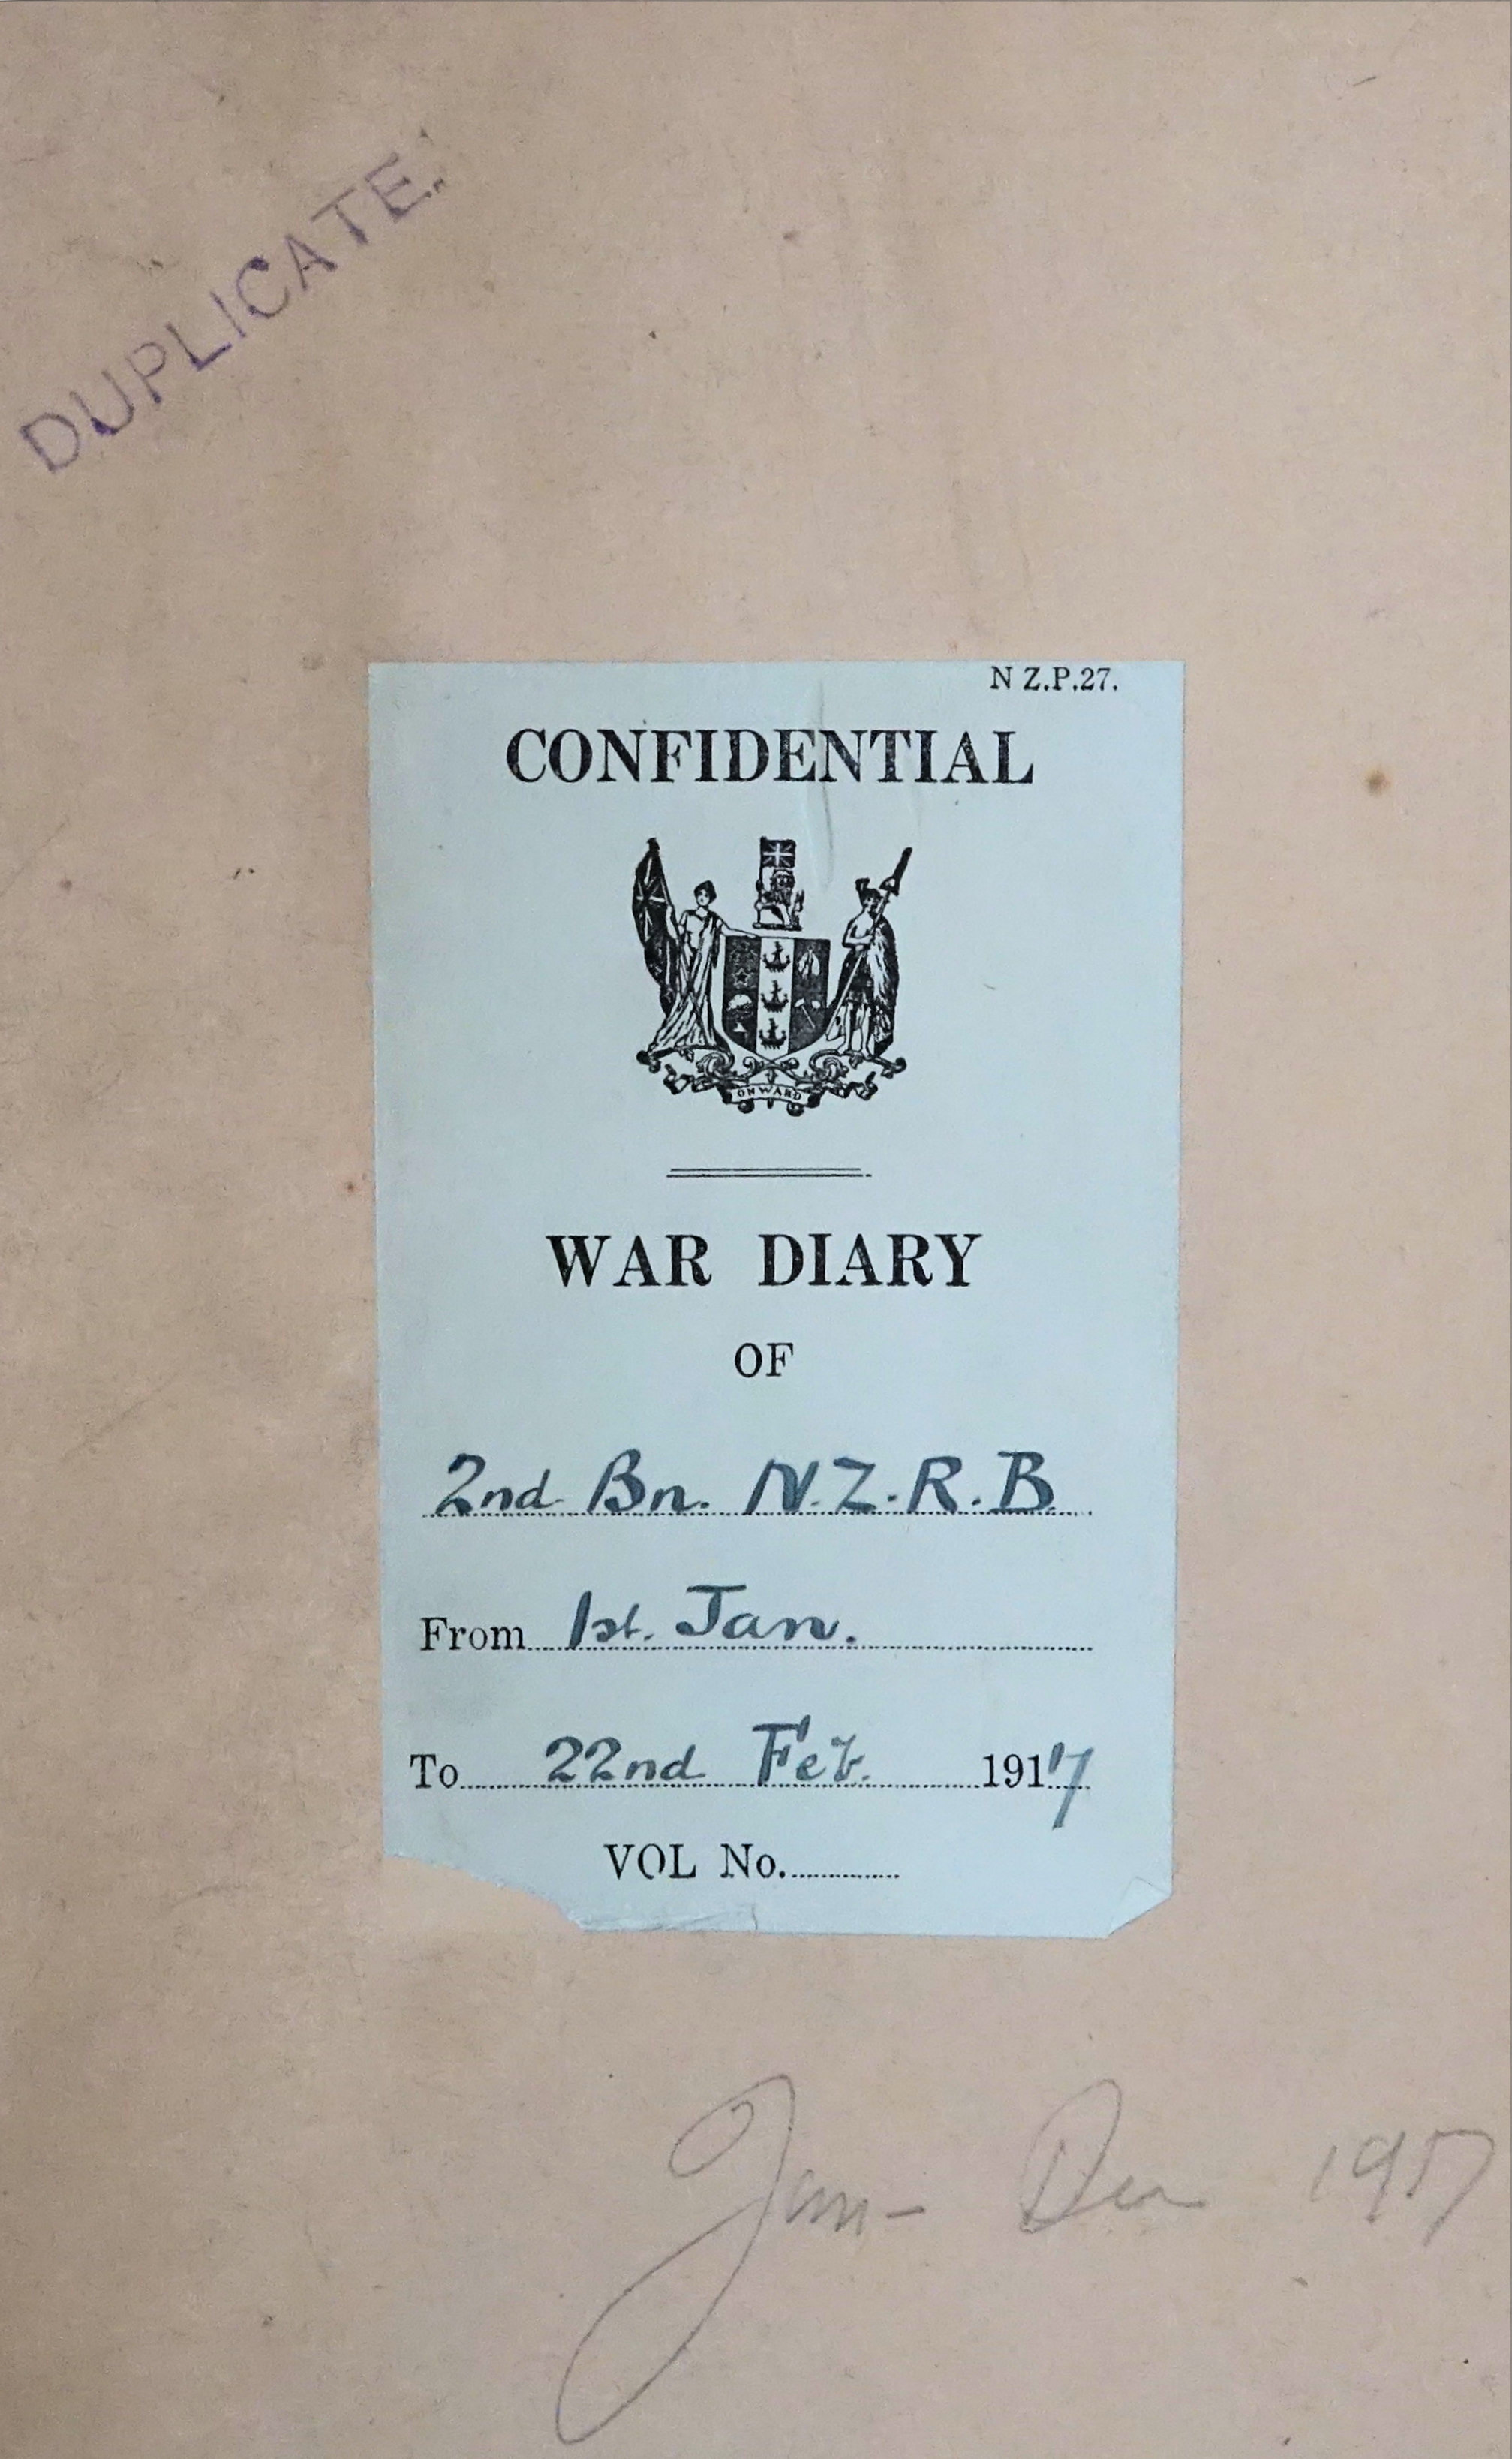 DUPLICATE.
N Z.P.27.
CONFIDENTIAL
ONWARD
WAR DIARY
OF
2nd Bn. N.Z.R.B.
From 1st. Jan.
To 22nd Feb. 1917
VOL No.
Jan - Dec 1917